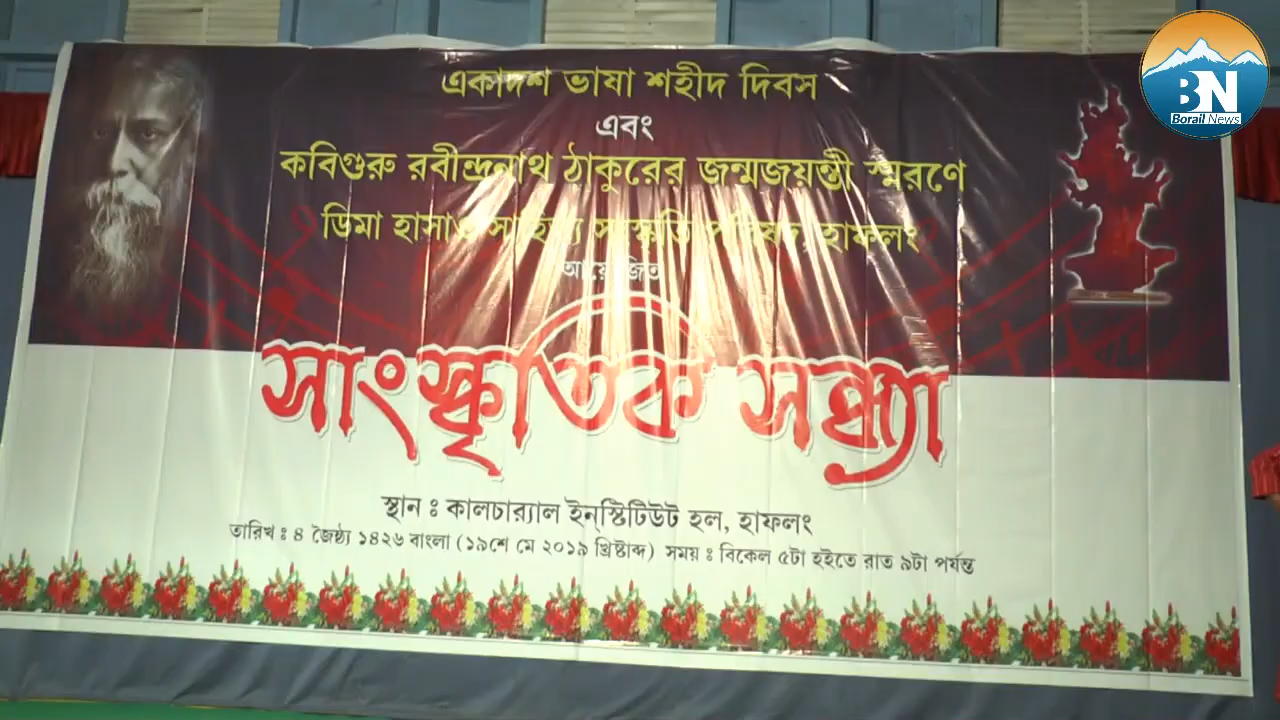 একাদশ ভাষা শহীদ দিবস
এবং
কবিগুরু রবীন্দ্রনাথ ঠাকুরের জন্মজয়ন্তী স্মরণে
ডিমা হাসাও সাহিত্য সংস্কৃতি পরিষদ, হাফলং
আয়োজিত
সাংস্কৃতিক সন্ধ্যা
স্থান ঃ কালচার‍্যাল ইন্‌স্টিটিউট হল, হাফলং
তারিখ ঃ ৪ জৈষ্ঠ্য ১৪২৬ বাংলা (১৯শে মে ২০১৯ খ্রিষ্টাব্দ) সময় ঃ বিকেল ৫টা হইতে রাত ৯টা পর্যন্ত
BN
Borail News